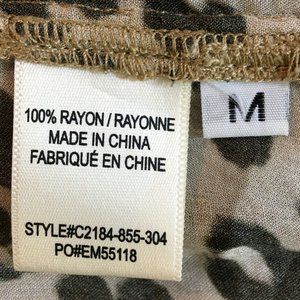 100% RAYON / RAYONNE
MADE IN CHINA
FABRIQUÉ EN CHINE
STYLE#C2184-855-304
PO#EM55118
M